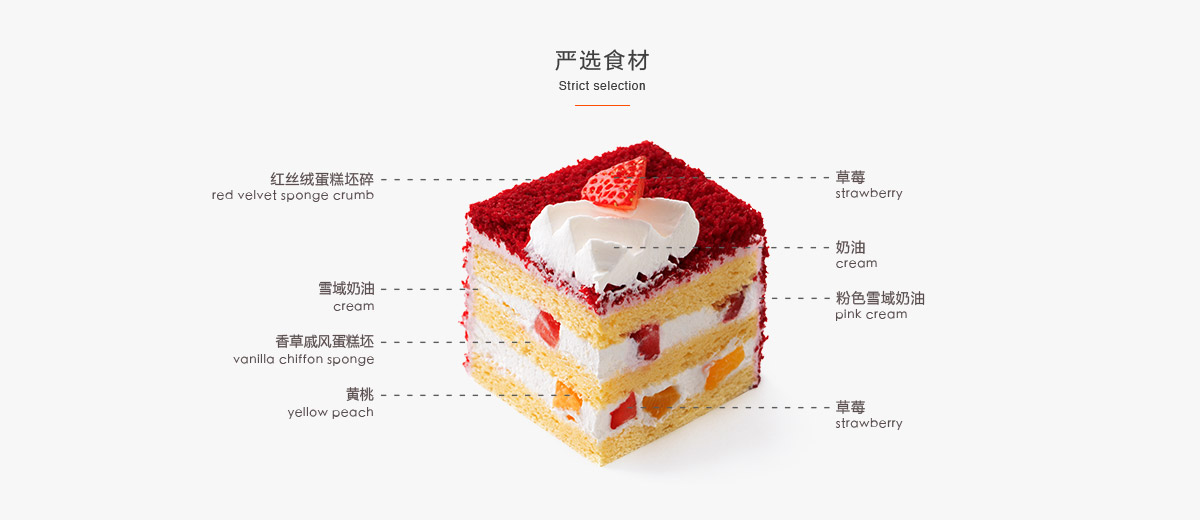 严选食材
Strict selection
红丝绒蛋糕坯碎
red velvet sponge crumb
雪域奶油
cream
香草戚风蛋糕坯
vanilla chiffon sponge
黄桃
yellow peach
草莓
strawberry
奶油
cream
粉色雪域奶油
pink cream
草莓
strawberry